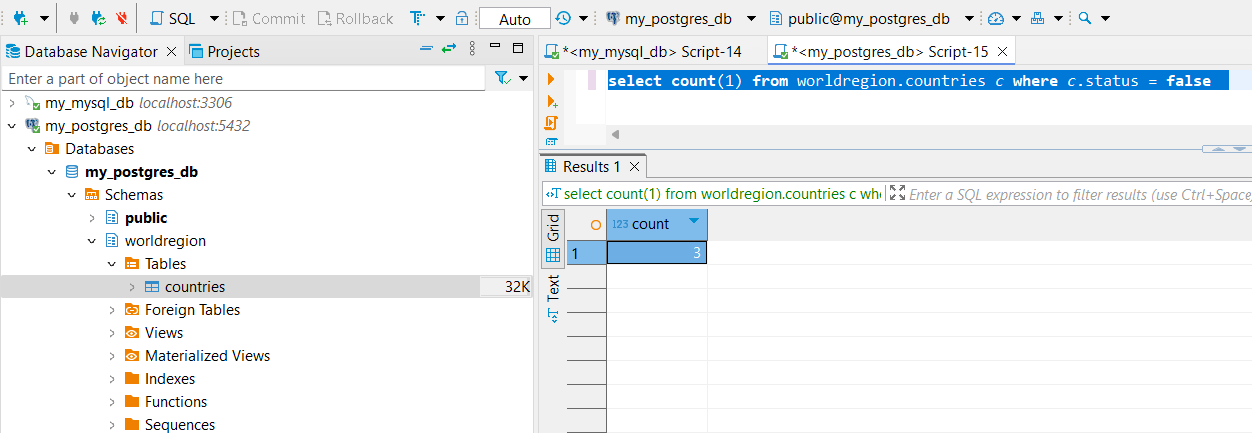 SQL Commit Rollback Auto my_postgres_db public@my_postgres_db
Database Navigator Projects
Enter a part of object name here
my_mysql_db localhost:3306
my_postgres_db localhost:5432
Databases
my_postgres_db
Schemas
public
worldregion
Tables
countries 32K
Foreign Tables
Views
Materialized Views
Indexes
Functions
Sequences
*<my_mysql_db> Script-14 *<my_postgres_db> Script-15
select count(1) from worldregion.countries c where c.status = false
Results 1
select count(1) from worldregion.countries c whe Enter a SQL expression to filter results (use Ctrl+Space)
Grid
Text
123 count
1 3